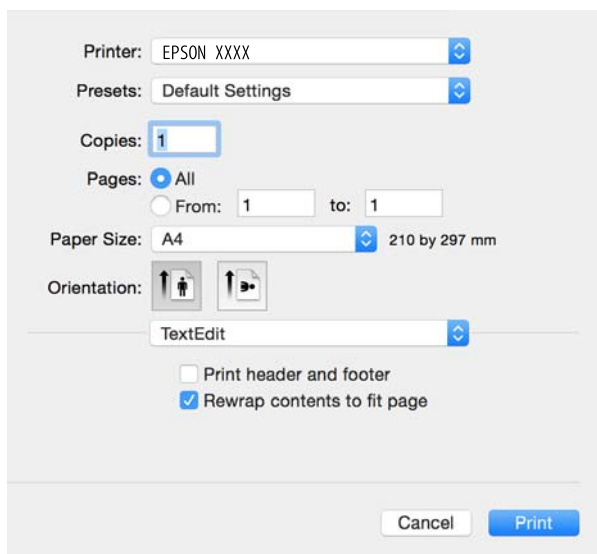 Printer: EPSON XXXX
Presets: Default Settings
Copies: 1
Pages: All
From: 1 to: 1
Paper Size: A4 210 by 297 mm
Orientation:
TextEdit
Print header and footer
Rewrap contents to fit page
Cancel Print